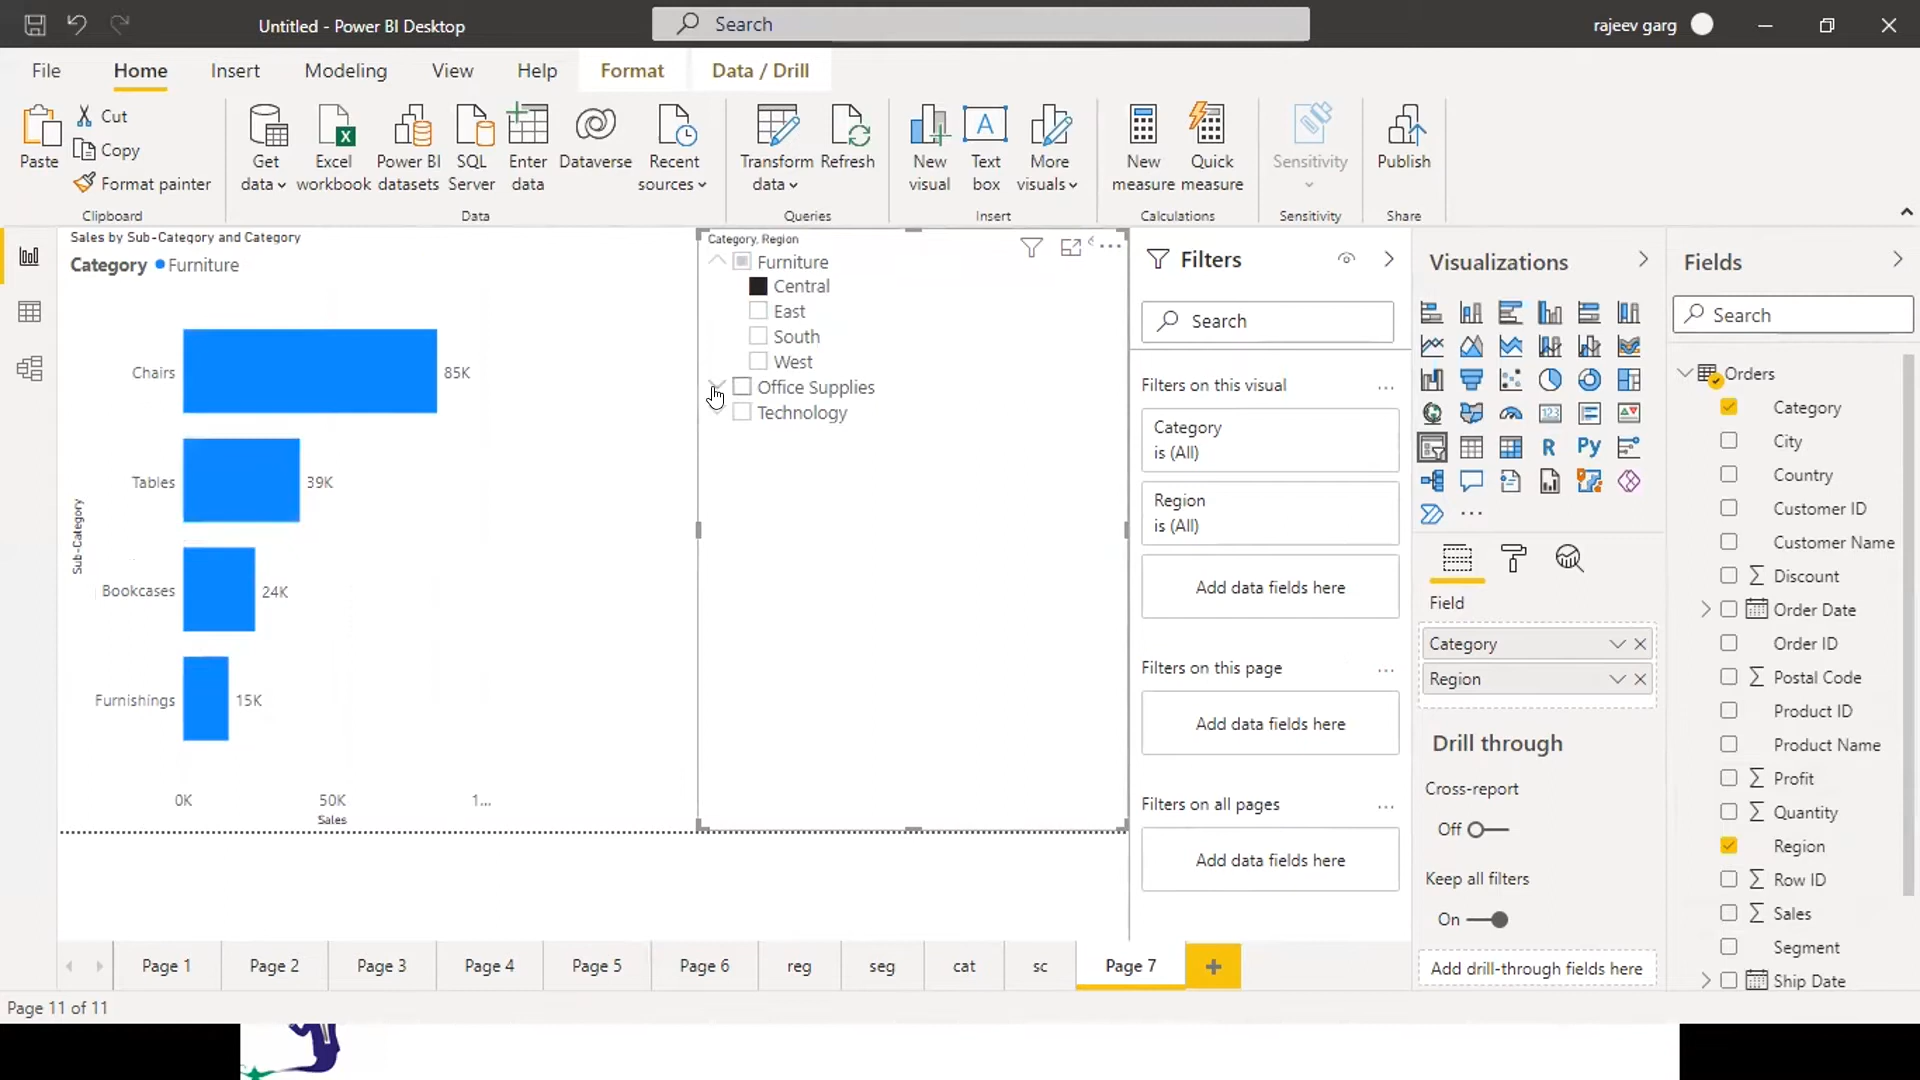 Untitled - Power BI Desktop
Search
rajeev garg
File
Home
Insert
Modeling
View
Help
Format
Data / Drill
Paste
Cut
Copy
Format painter
Clipboard
Get data
Excel workbook
Power BI datasets
SQL Server
Enter data
Dataverse
Recent sources
Data
Transform data
Refresh
Queries
New visual
A
Text box
More visuals
Insert
New measure
Quick measure
Calculations
Sensitivity
Sensitivity
Publish
Share
Sales by Sub-Category and Category
Category Furniture
Sub-Category
Chairs 85K
Tables 39K
Bookcases 24K
Furnishings 15K
0K 50K 1...
Sales
Category, Region
Furniture
Central
East
South
West
Office Supplies
Technology
Filters
Search
Filters on this visual
Category
is (All)
Region
is (All)
Add data fields here
Filters on this page
Add data fields here
Filters on all pages
Add data fields here
Visualizations
123
R
Py
Field
Category
Region
Drill through
Cross-report
Off
Keep all filters
On
Add drill-through fields here
Fields
Search
Orders
Category
City
Country
Customer ID
Customer Name
Discount
Order Date
Order ID
Postal Code
Product ID
Product Name
Profit
Quantity
Region
Row ID
Sales
Segment
Ship Date
Page 1
Page 2
Page 3
Page 4
Page 5
Page 6
reg
seg
cat
sc
Page 7
Page 11 of 11